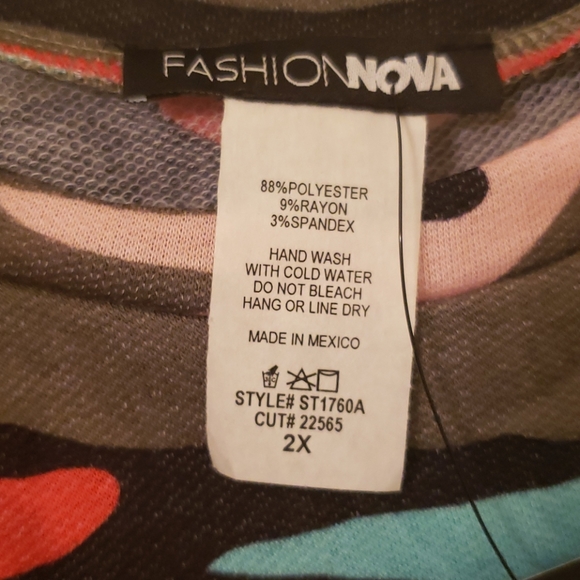 FASHIONNOVA
88%POLYESTER
9%RAYON
3%SPANDEX
HAND WASH
WITH COLD WATER
DO NOT BLEACH
HANG OR LINE DRY
MADE IN MEXICO
STYLE# ST1760A
CUT# 22565
2X